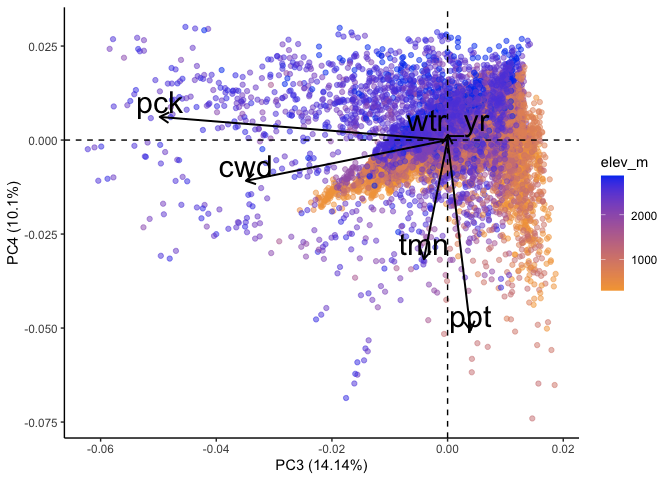 0.025
0.000
-0.025
-0.050
-0.075
PC4 (10.1%)
pck
cwd
wtr_yr
tmn
ppt
-0.06
-0.04
-0.02
0.00
0.02
PC3 (14.14%)
elev_m
2000
1000